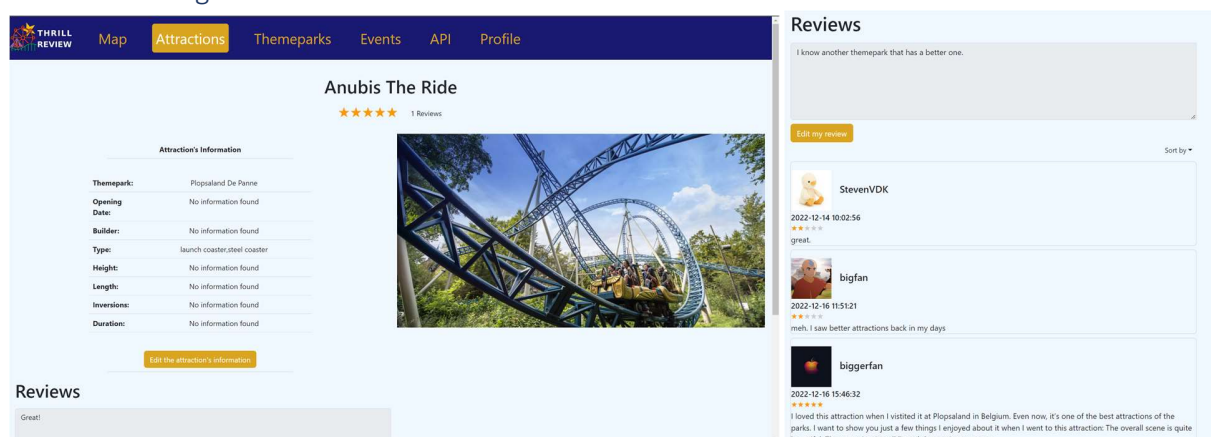 THRILL
REVIEW
Map
Attractions
Themeparks
Events
API
Profile
Anubis The Ride
1 Reviews
Attraction's Information
Themepark: Plopsaland De Panne
Opening
Date: No information found
Builder: No information found
Type: launch coaster,steel coaster
Height: No information found
Length: No information found
Inversions: No information found
Duration: No information found
Edit the attraction's information
Reviews
Great!
Reviews
I know another themepark that has a better one.
Edit my review
Sort by
StevenVDK
2022-12-14 10:02:56
great.
bigfan
2022-12-16 11:51:21
meh. I saw better attractions back in my days
biggerfan
2022-12-16 15:46:32
I loved this attraction when I vistited it at Plopsaland in Belgium. Even now, it's one of the best attractions of the
parks. I want to show you just a few things I enjoyed about it when I went to this attraction: The overall scene is quite